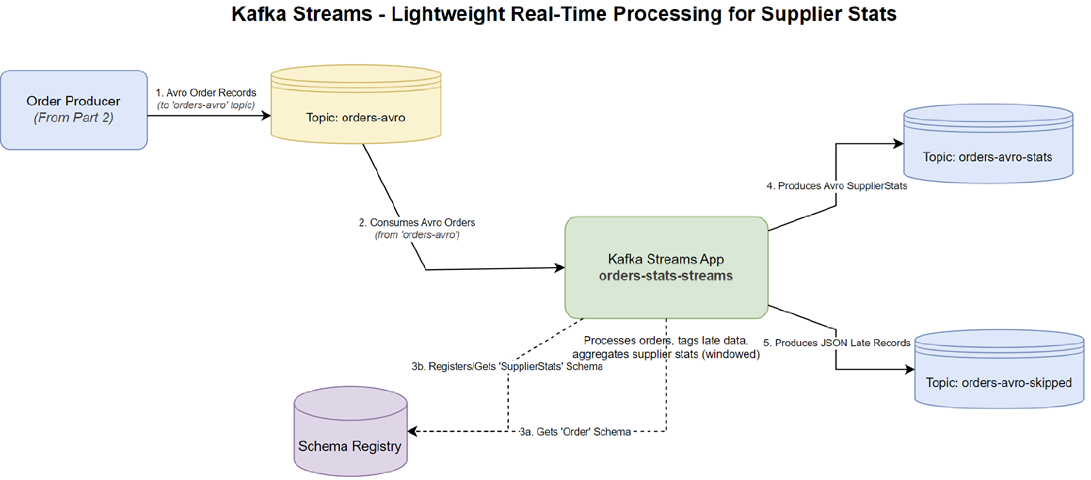 Kafka Streams - Lightweight Real-Time Processing for Supplier Stats
Order Producer
(From Part 2)
1. Avro Order Records
(to 'orders-avro' topic)
Topic: orders-avro
2. Consumes Avro Orders
(from 'orders-avro')
Kafka Streams App
orders-stats-streams
4. Produces Avro SupplierStats
Topic: orders-avro-stats
Processes orders, tags late data,
aggregates supplier stats (windowed)
5. Produces JSON Late Records
Topic: orders-avro-skipped
3b. Registers/Gets 'SupplierStats' Schema
3a. Gets 'Order' Schema
Schema Registry